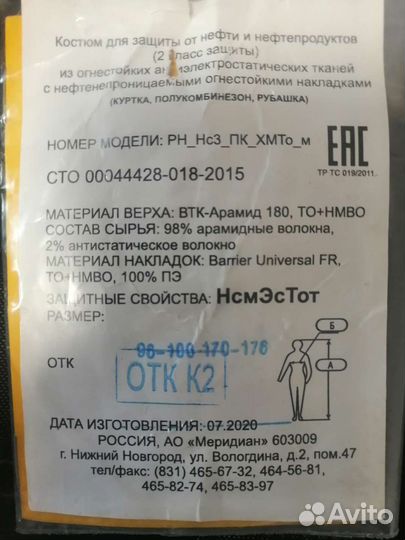 Костюм для защиты от нефти и нефтепродуктов
(2 класс защиты)
из огнестойких антиэлектростатических тканей
с нефтенепроницаемыми огнестойкими накладками
(КУРТКА, ПОЛУКОМБИНЕЗОН, РУБАШКА)
НОМЕР МОДЕЛИ: РН_Нс3_ПК_ХМТо_м
ЕАС
СТО 00044428-018-2015
ТР ТС 019/2011
МАТЕРИАЛ ВЕРХА: ВТК-Арамид 180, ТО+НМВО
СОСТАВ СЫРЬЯ: 98% арамидные волокна,
2% антистатическое волокно
МАТЕРИАЛ НАКЛАДОК: Barrier Universal FR,
ТО+НМВО, 100% ПЭ
ЗАЩИТНЫЕ СВОЙСТВА: НсмЭсТот
РАЗМЕР:
96-100 170-176
Б
А
ОТК
ОТК К2
ДАТА ИЗГОТОВЛЕНИЯ: 07.2020
РОССИЯ, АО «Меридиан» 603009
г. Нижний Новгород, ул. Вологдина, д.2, пом.47
тел/факс: (831) 465-67-32, 464-56-81,
465-82-74, 465-83-97
Avito